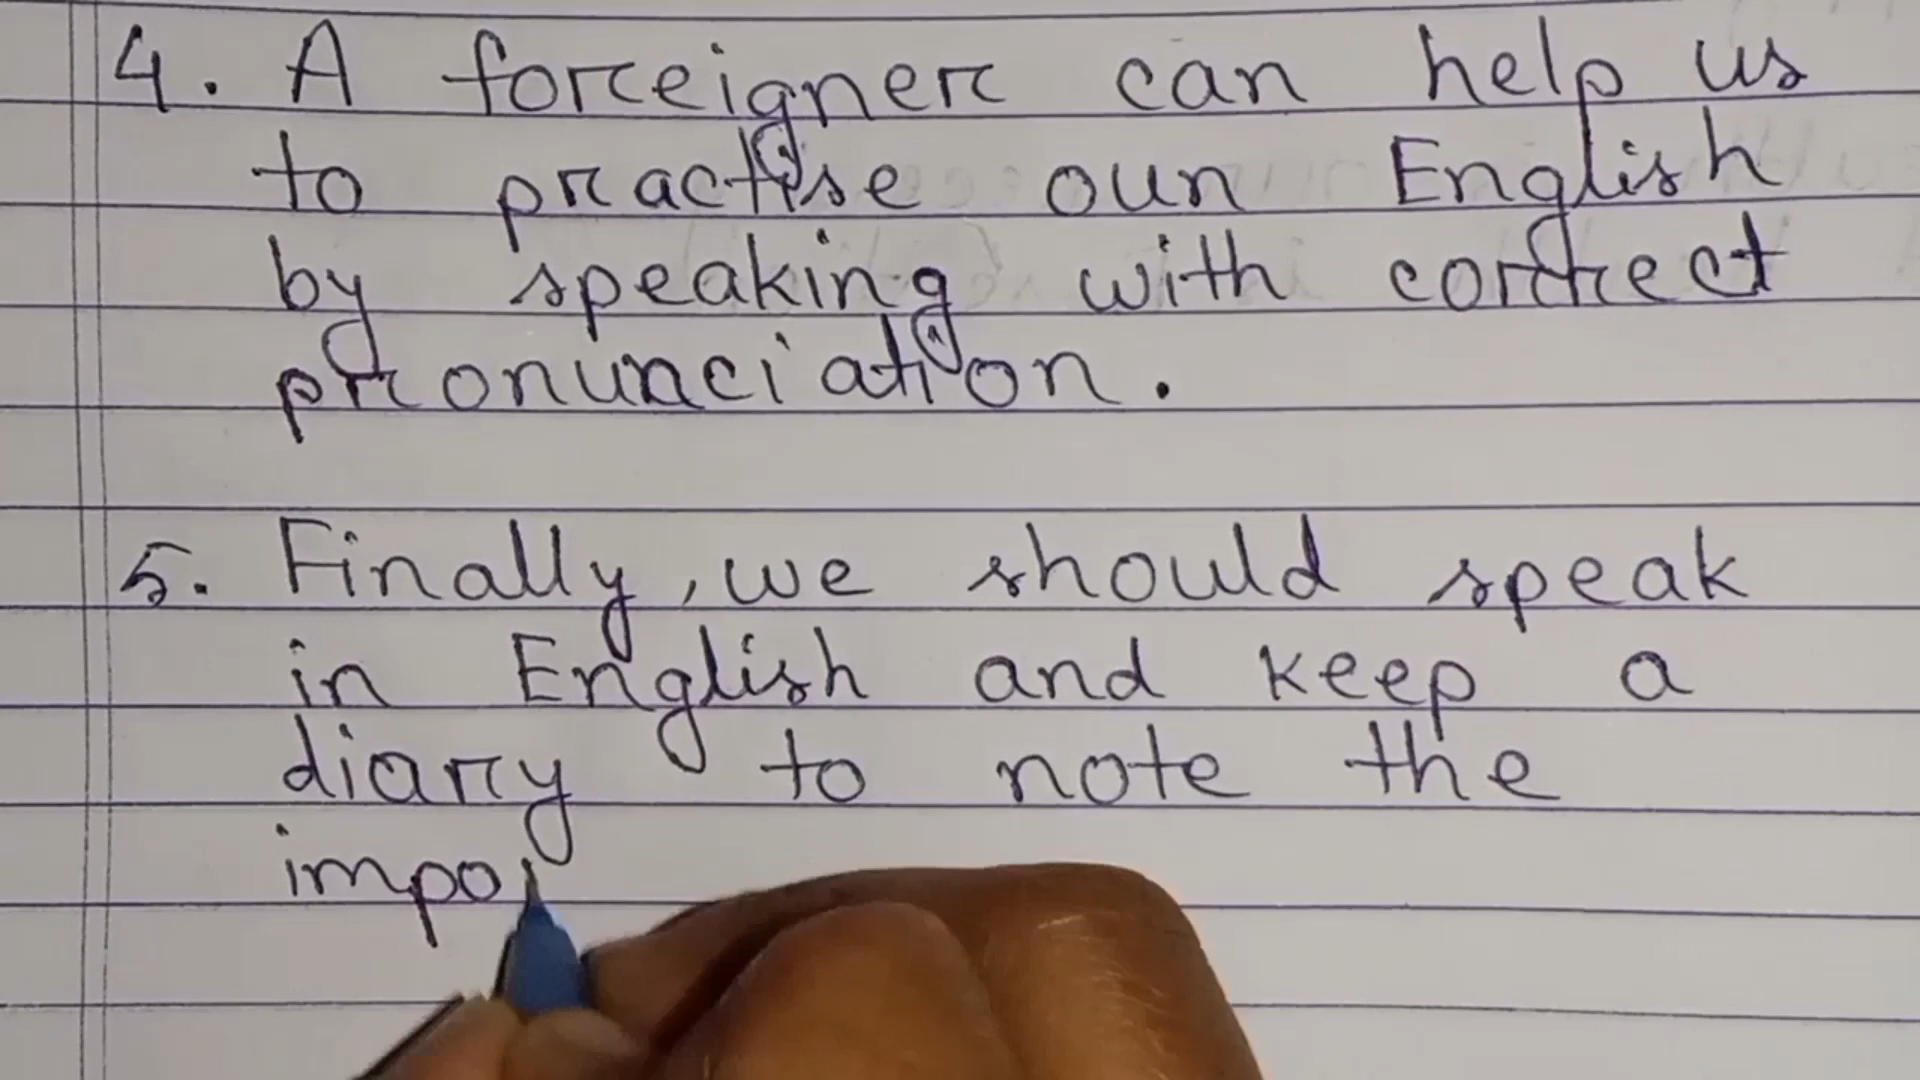 4. A foreigner can help us
to practise our English
by speaking with correct
pronunciation.
5. Finally, we should speak
in English and keep a
diary to note the
impo